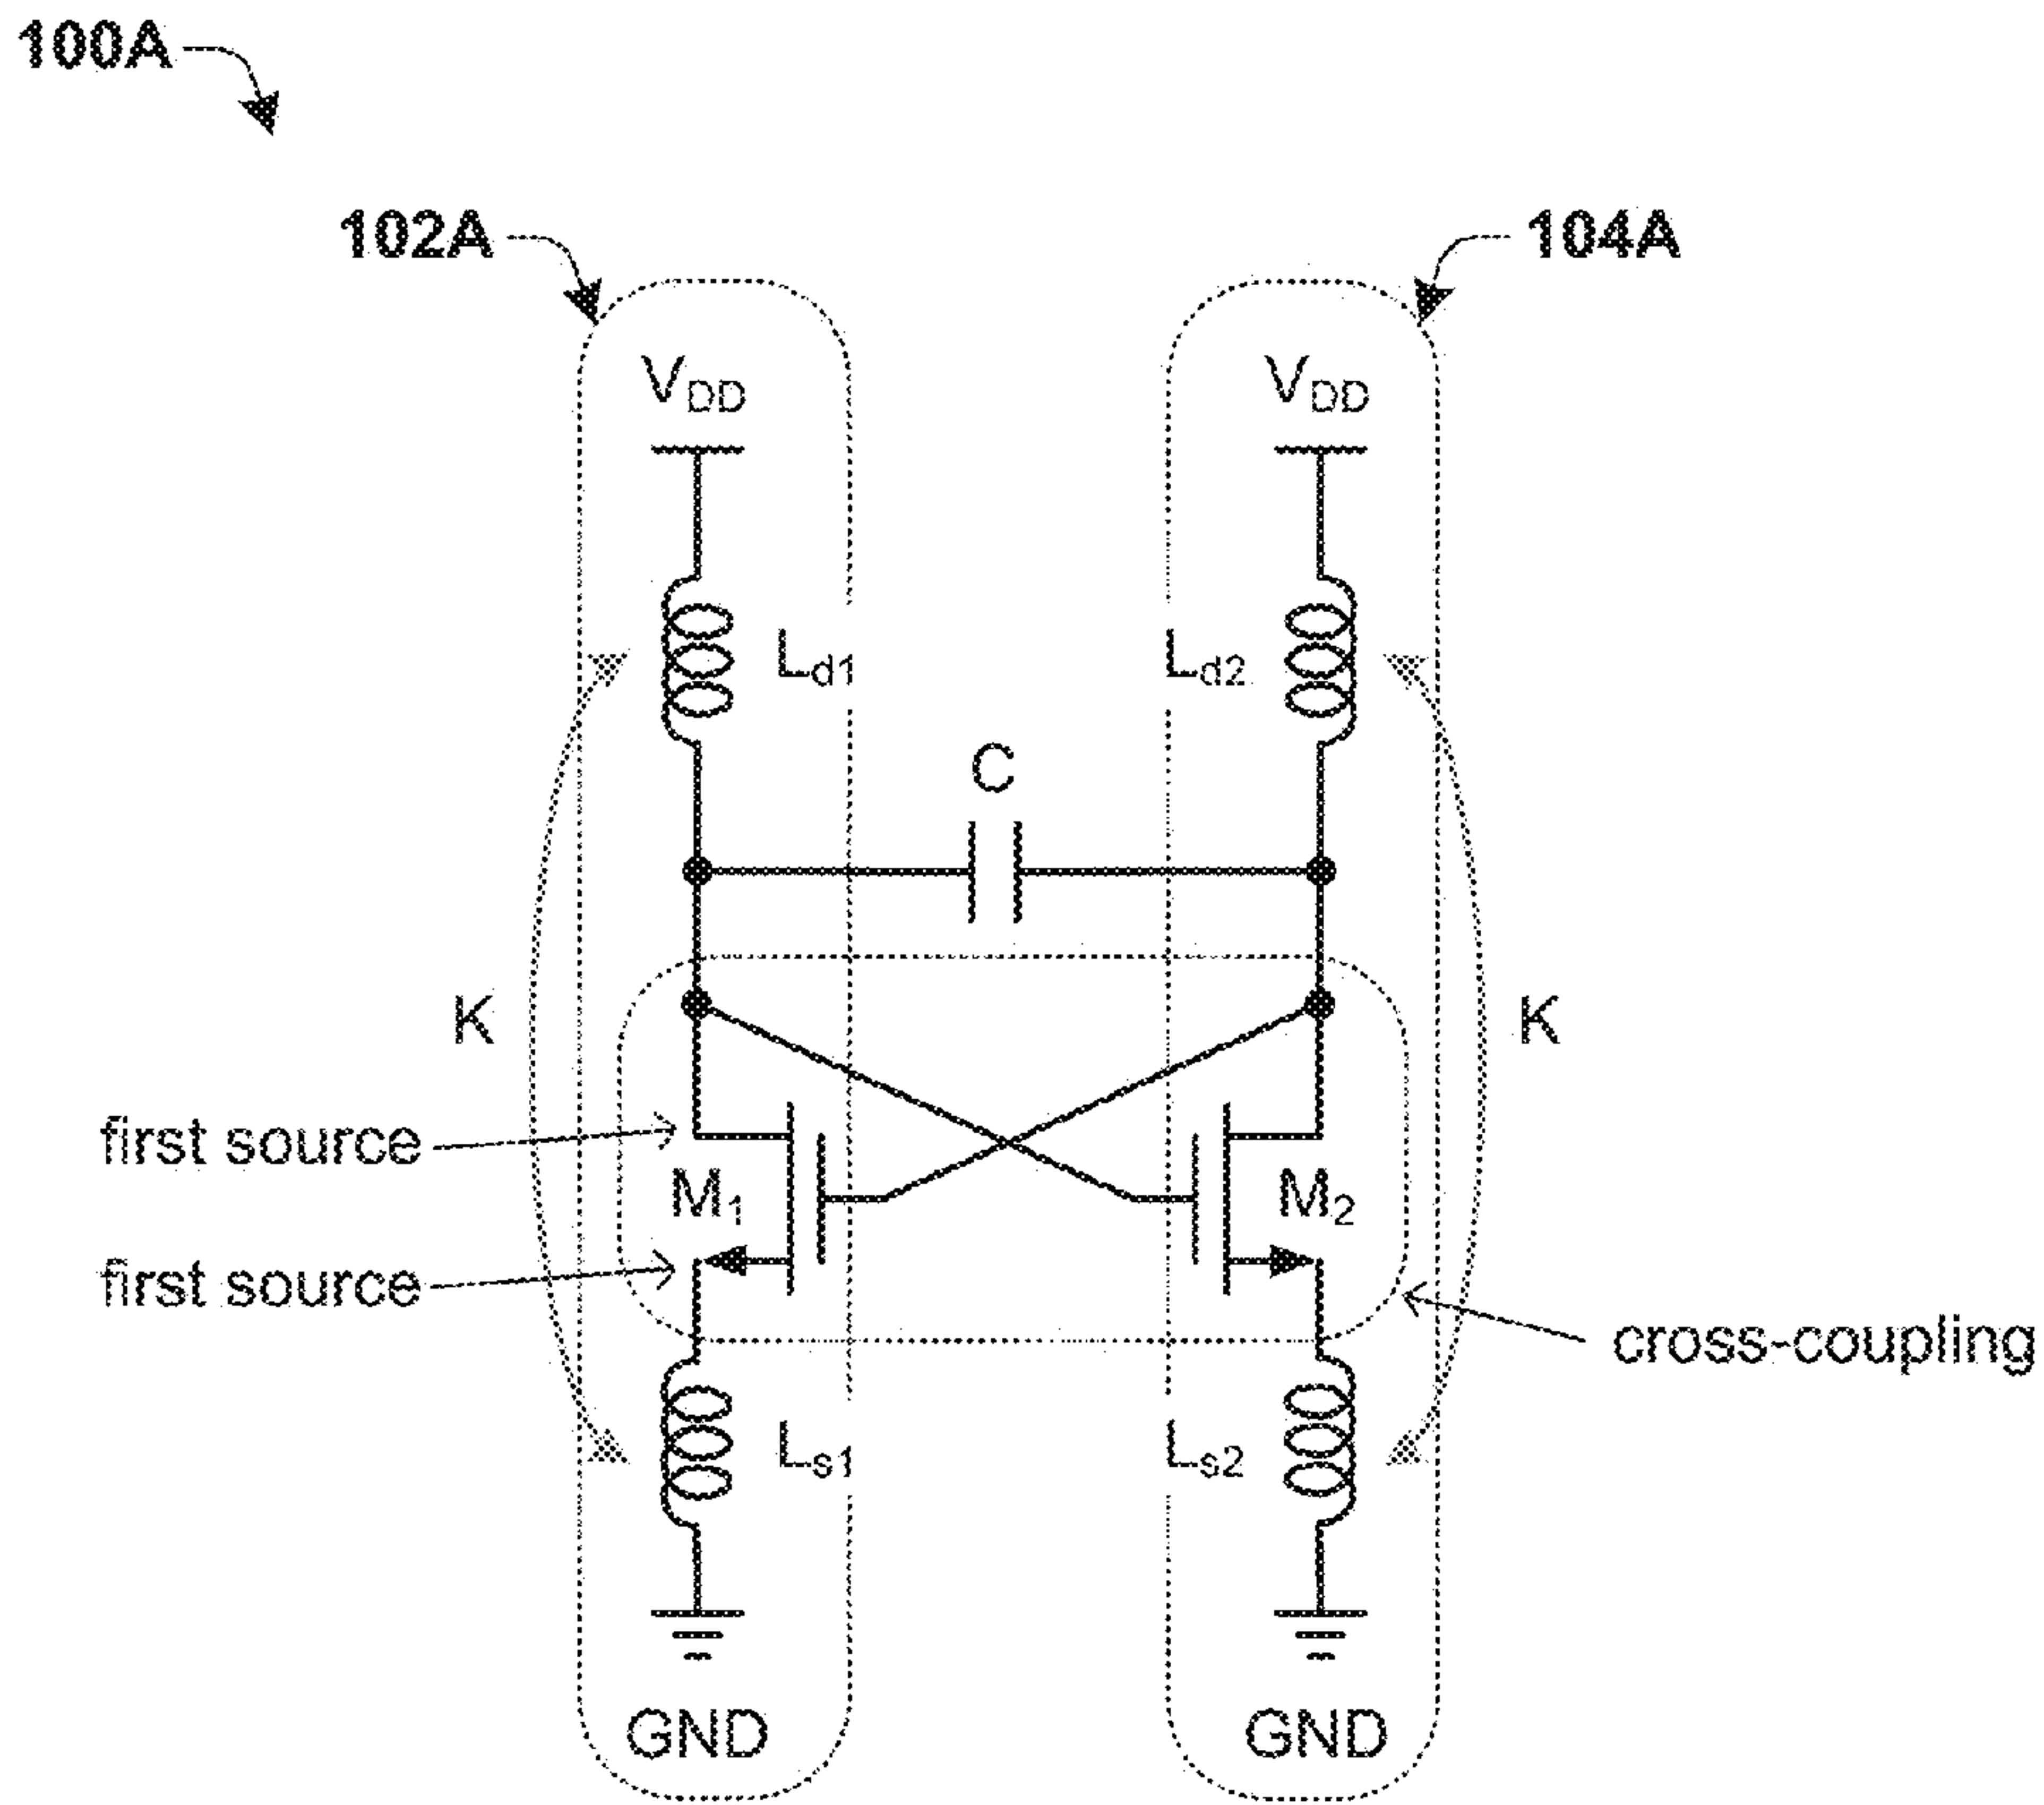 100A
102A
104A
VDD
VDD
Ld1
Ld2
C
K
K
first source
M1
M2
first source
cross-coupling
Ls1
Ls2
GND
GND